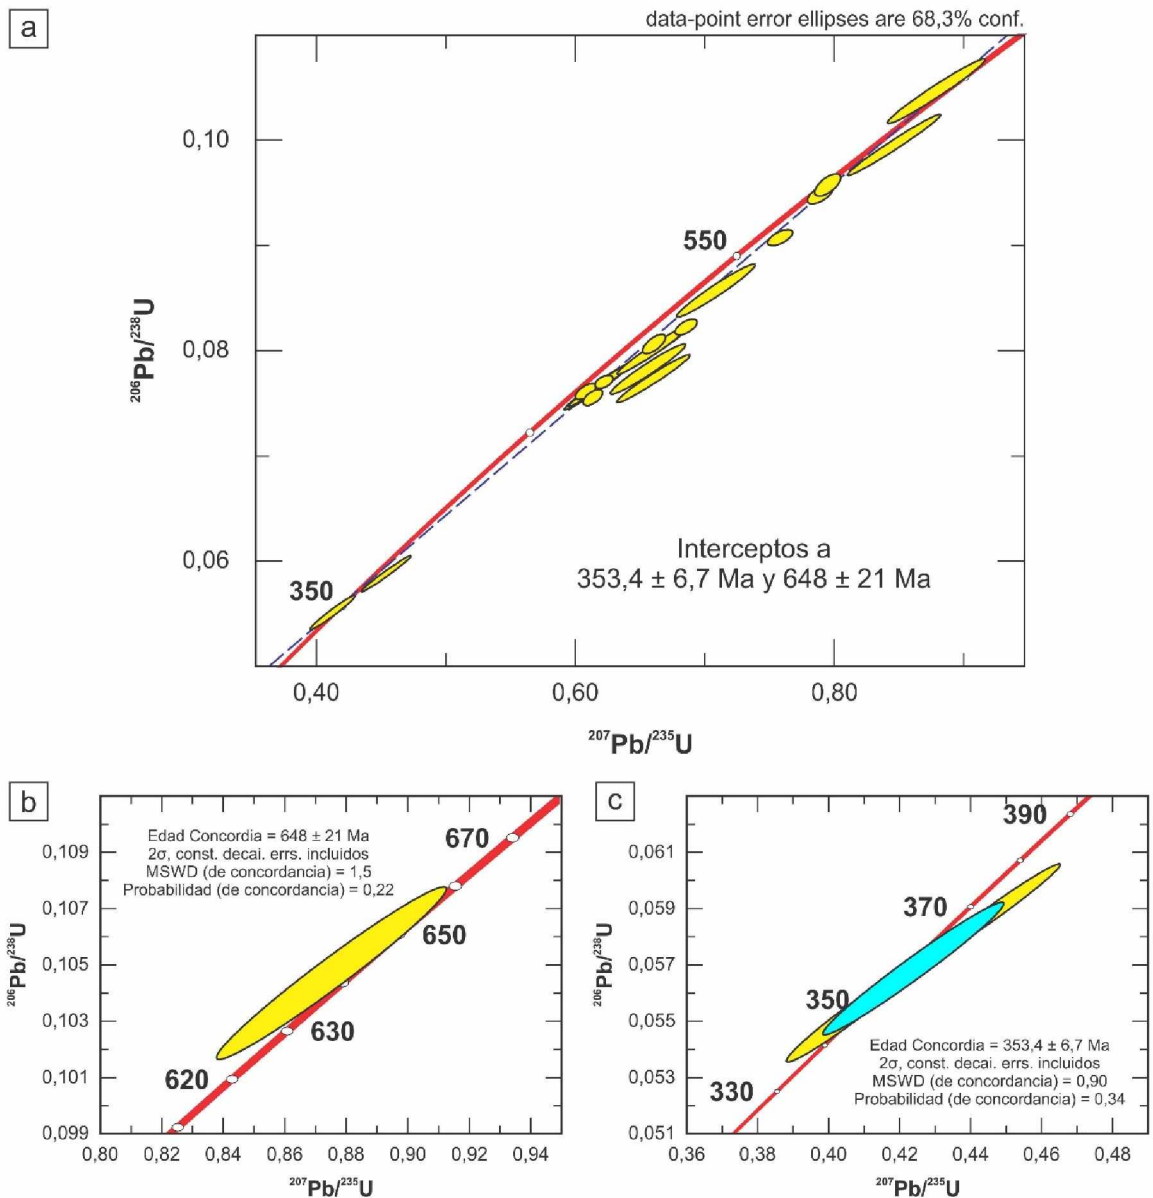 a
data-point error ellipses are 68,3% conf.
0,10
550
0,08
²⁰⁶Pb/²³⁸U
Interceptos a
353,4 ± 6,7 Ma y 648 ± 21 Ma
0,06
350
0,40 0,60 0,80
²⁰⁷Pb/²³⁵U
b
Edad Concordia = 648 ± 21 Ma
2σ, const. decai. errs. incluidos
MSWD (de concordancia) = 1,5
Probabilidad (de concordancia) = 0,22
670
0,109
0,107
650
0,105
²⁰⁶Pb/²³⁸U
0,103
630
620
0,101
0,099
0,80 0,82 0,84 0,86 0,88 0,90 0,92 0,94
²⁰⁷Pb/²³⁵U
c
390
0,061
370
0,059
0,057
²⁰⁶Pb/²³⁸U
350
0,055
Edad Concordia = 353,4 ± 6,7 Ma
2σ, const. decai. errs. incluidos
MSWD (de concordancia) = 0,90
Probabilidad (de concordancia) = 0,34
330
0,053
0,051
0,36 0,38 0,40 0,42 0,44 0,46 0,48
²⁰⁷Pb/²³⁵U